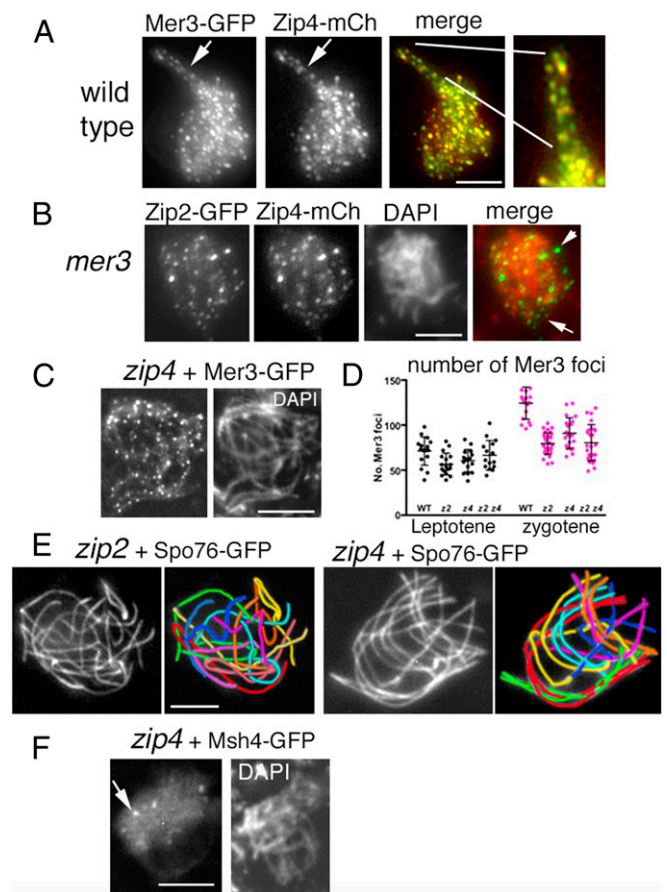 A
Mer3-GFP Zip4-mCh merge
wild
type
B
Zip2-GFP Zip4-mCh DAPI merge
mer3
C
zip4 + Mer3-GFP
DAPI
D
number of Mer3 foci
No. Mer3 foci
150
100
50
0
WT z2 z4 z2 z4 WT z2 z4 z2 z4
Leptotene zygotene
E
zip2 + Spo76-GFP zip4 + Spo76-GFP
F
zip4 + Msh4-GFP
DAPI